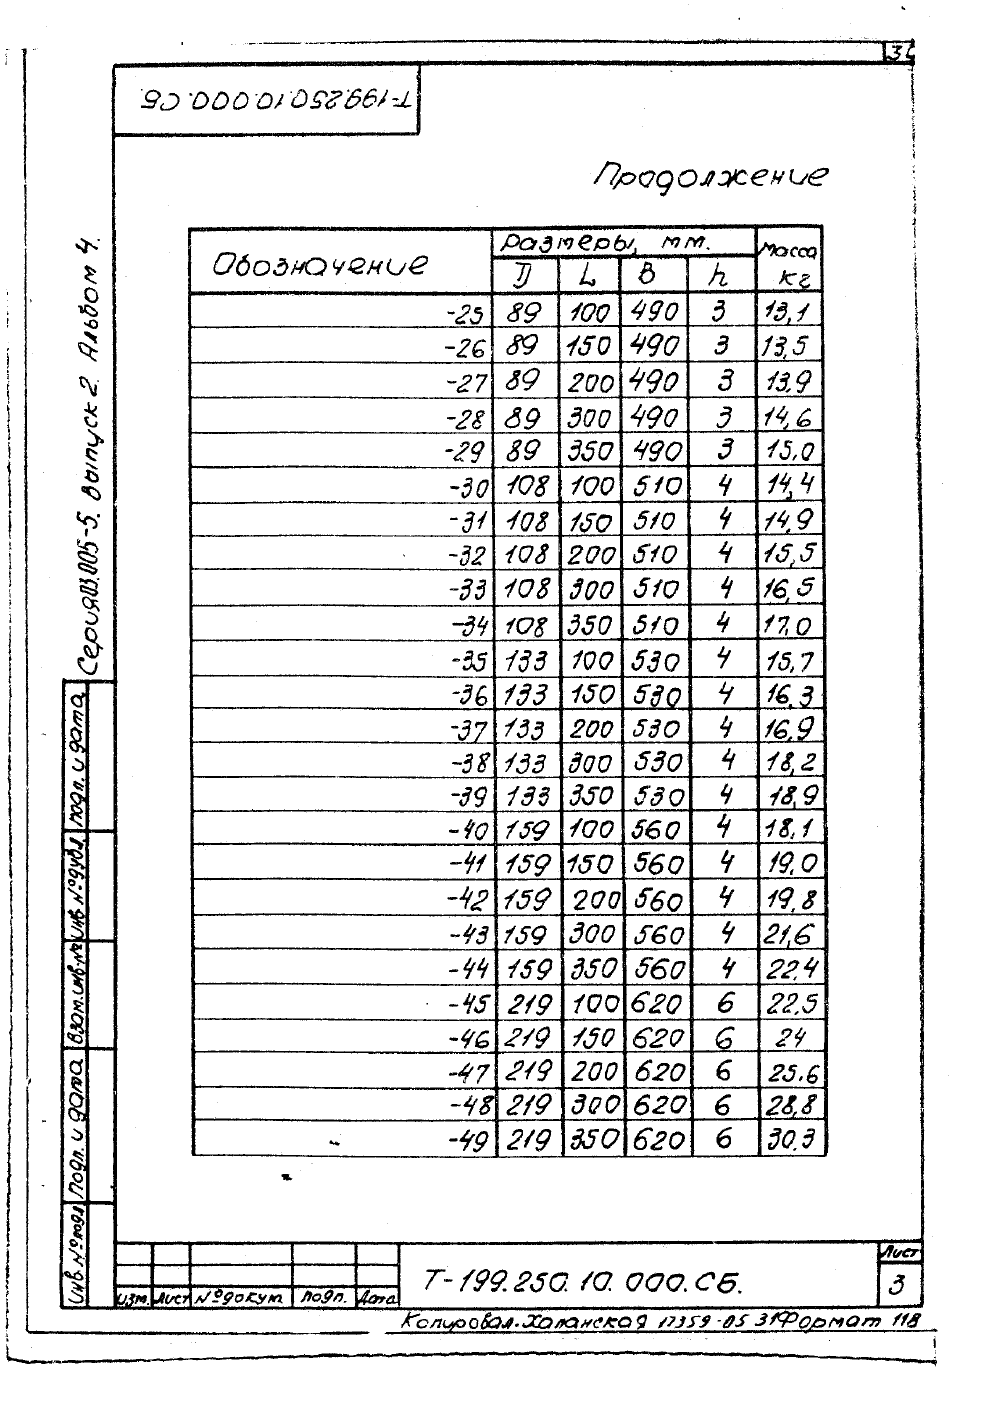 3
Т-199.250.10.000.СБ
Продолжение
Серия 3.005-5. Выпуск 2 Альбом 4.
Обозначение Размеры, мм. Масса кг
D L B h
-25 89 100 490 3 13,1
-26 89 150 490 3 13,5
-27 89 200 490 3 13,9
-28 89 300 490 3 14,6
-29 89 350 490 3 15,0
-30 108 100 510 4 14,4
-31 108 150 510 4 14,9
-32 108 200 510 4 15,5
-33 108 300 510 4 16,5
-34 108 350 510 4 17,0
-35 133 100 530 4 15,7
-36 133 150 530 4 16,3
-37 133 200 530 4 16,9
-38 133 300 530 4 18,2
-39 133 350 530 4 18,9
-40 159 100 560 4 18,1
-41 159 150 560 4 19,0
-42 159 200 560 4 19,8
-43 159 300 560 4 21,6
-44 159 350 560 4 22.4
-45 219 100 620 6 22,5
-46 219 150 620 6 24
-47 219 200 620 6 25.6
-48 219 300 620 6 28,8
-49 219 350 620 6 30.3
Подп. и дата
Инв № дубл.
Взам. инв. №
Подп. и дата
Инв. № подл
Изм. Лист № докум Подп. Дата
Т-199.250.10.000.СБ.
Лист
3
Копировал. Хапанская 17359-05 31 Формат 11В